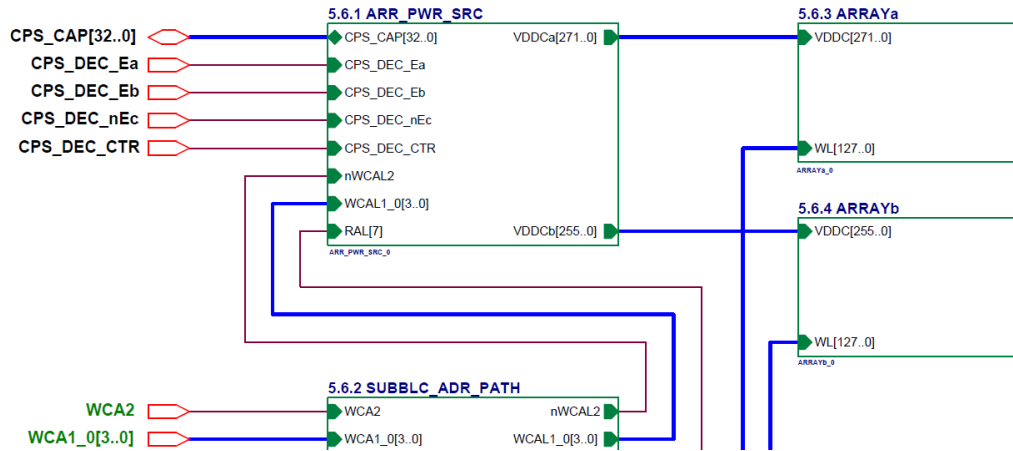 5.6.1 ARR_PWR_SRC
5.6.3 ARRAYa
CPS_CAP[32..0]
CPS_CAP[32..0]
VDDCa[271..0]
VDDC[271..0]
CPS_DEC_Ea
CPS_DEC_Ea
CPS_DEC_Eb
CPS_DEC_Eb
CPS_DEC_nEc
CPS_DEC_nEc
CPS_DEC_CTR
CPS_DEC_CTR
WL[127..0]
ARRAYa_0
nWCAL2
WCAL1_0[3..0]
5.6.4 ARRAYb
RAL[7]
VDDCb[255..0]
VDDC[255..0]
ARR_PWR_SRC_0
WL[127..0]
ARRAYb_0
5.6.2 SUBBLC_ADR_PATH
WCA2
WCA2
nWCAL2
WCA1_0[3..0]
WCA1_0[3..0]
WCAL1_0[3..0]